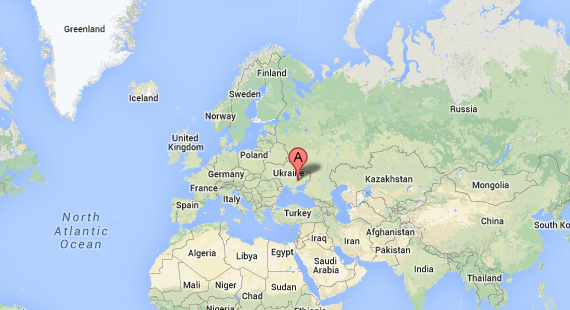 Greenland
Iceland
Finland
Sweden
Norway
Russia
United
Kingdom
A
Poland
Germany
Ukraine
Kazakhstan
France
Mongolia
Italy
Spain
Turkey
China
South Ko
North
Atlantic
Ocean
Iraq
Iran
Afghanistan
Pakistan
Algeria
Libya
Egypt
Saudi
Arabia
India
Thailand
Mali
Niger
Chad
Sudan
Nigeria
Ethiopia